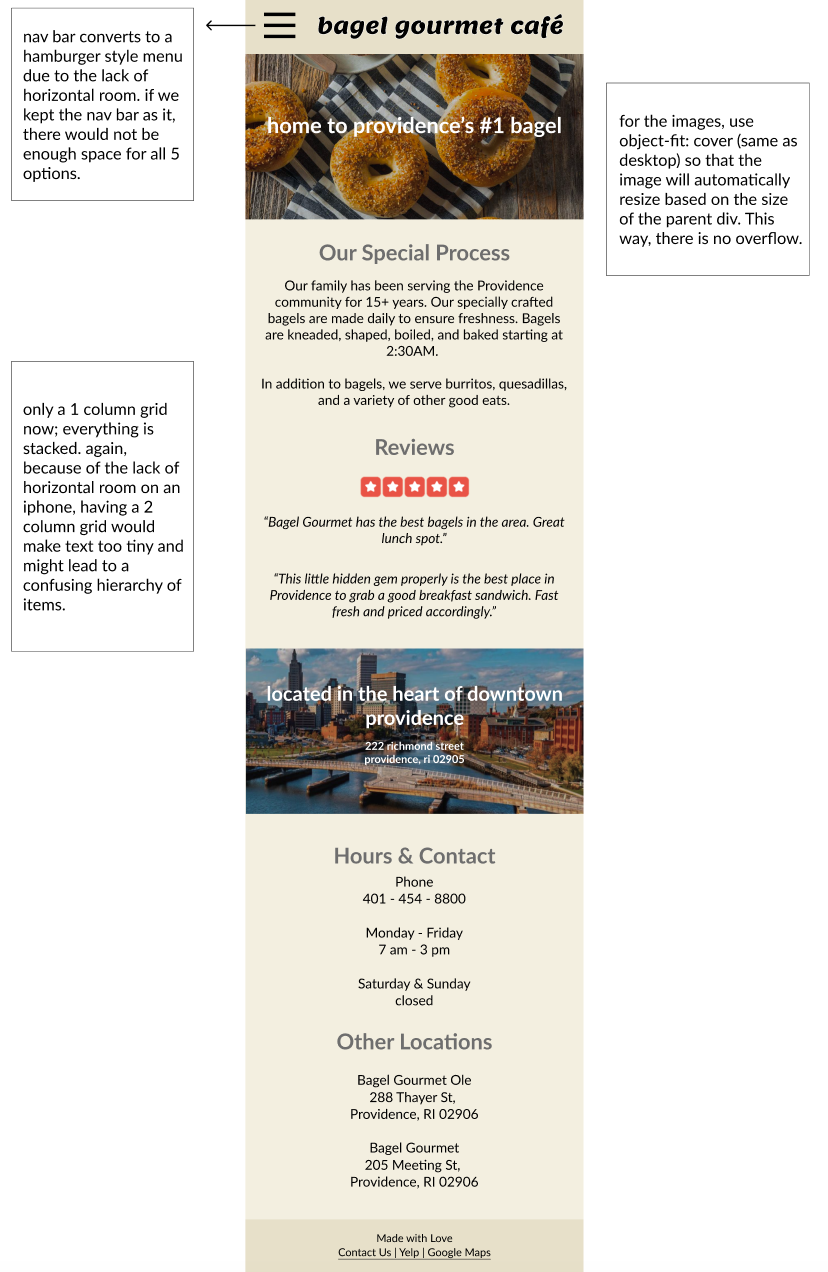 nav bar converts to a
hamburger style menu
due to the lack of
horizontal room. if we
kept the nav bar as it,
there would not be
enough space for all 5
options.
bagel gourmet café
home to providence's #1 bagel
for the images, use
object-fit: cover (same as
desktop) so that the
image will automatically
resize based on the size
of the parent div. This
way, there is no overflow.
Our Special Process
Our family has been serving the Providence
community for 15+ years. Our specially crafted
bagels are made daily to ensure freshness. Bagels
are kneaded, shaped, boiled, and baked starting at
2:30AM.
In addition to bagels, we serve burritos, quesadillas,
and a variety of other good eats.
only a 1 column grid
now; everything is
stacked. again,
because of the lack of
horizontal room on an
iphone, having a 2
column grid would
make text too tiny and
might lead to a
confusing hierarchy of
items.
Reviews
“Bagel Gourmet has the best bagels in the area. Great
lunch spot.”
“This little hidden gem properly is the best place in
Providence to grab a good breakfast sandwich. Fast
fresh and priced accordingly.”
located in the heart of downtown
providence
222 richmond street
providence, ri 02905
Hours & Contact
Phone
401 - 454 - 8800
Monday - Friday
7 am - 3 pm
Saturday & Sunday
closed
Other Locations
Bagel Gourmet Ole
288 Thayer St,
Providence, RI 02906
Bagel Gourmet
205 Meeting St,
Providence, RI 02906
Made with Love
Contact Us | Yelp | Google Maps